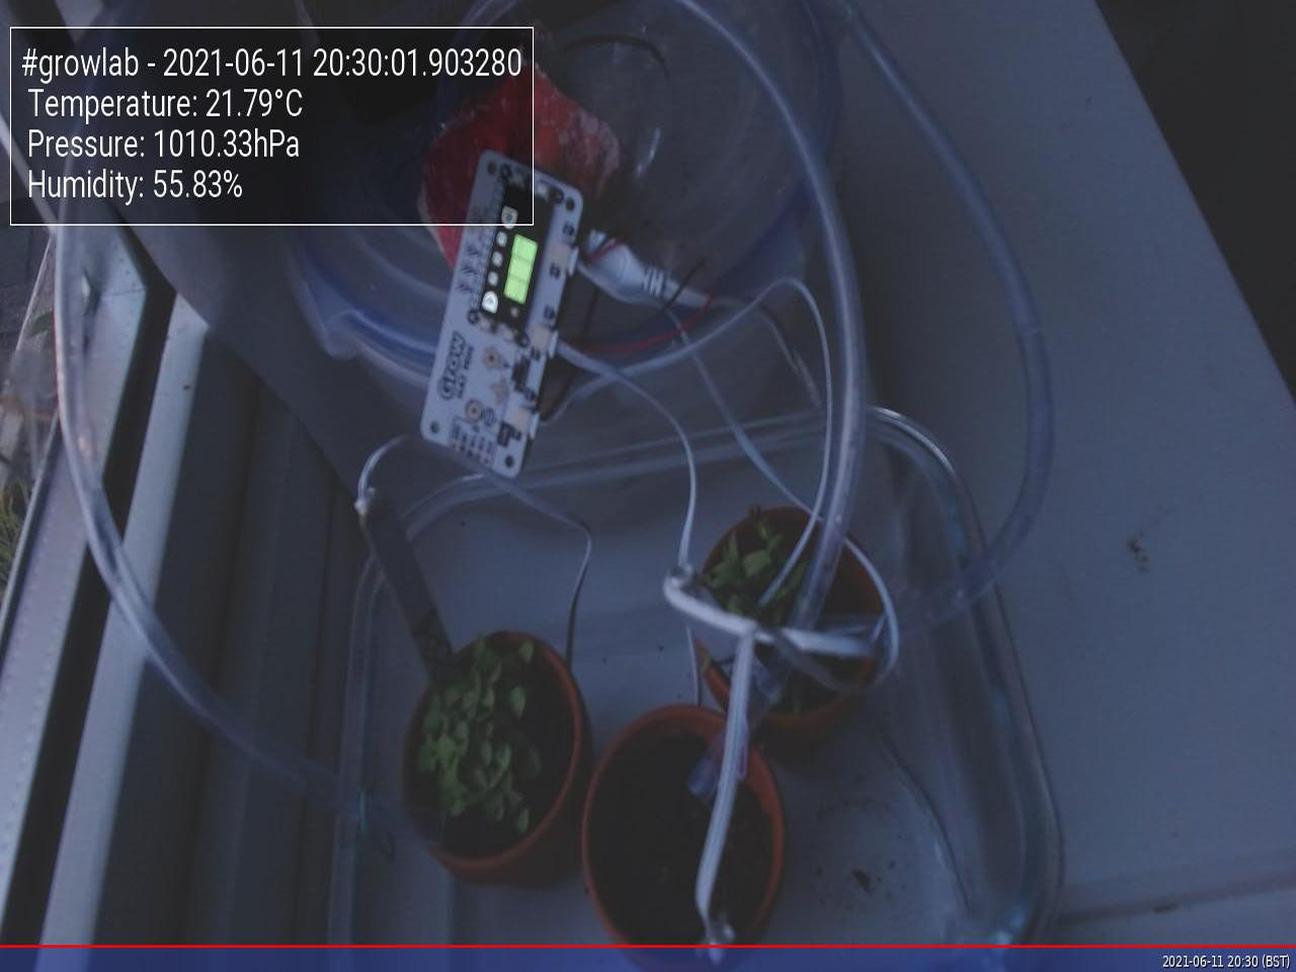 #growlab - 2021-06-11 20:30:01.903280
Temperature: 21.79°C
Pressure: 1010.33hPa
Humidity: 55.83%
GROW
2021-06-11 20:30 (BST)